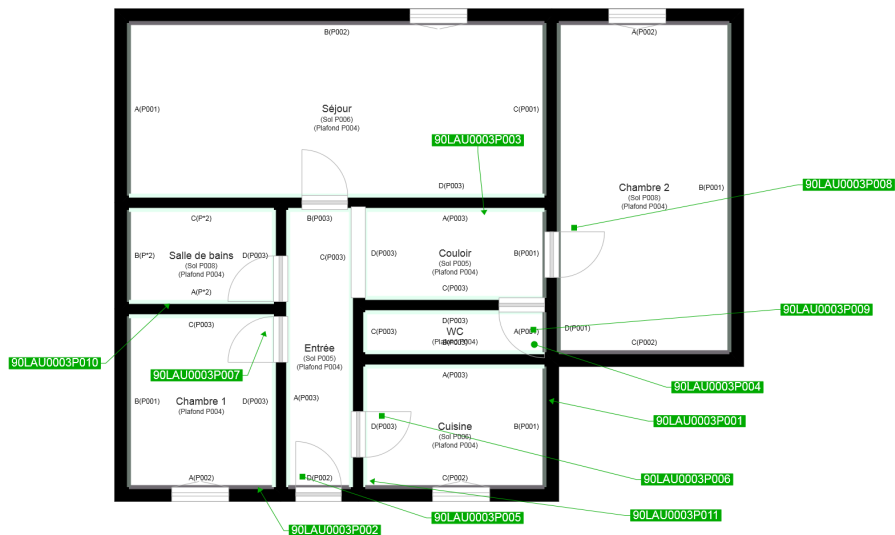 B(P002)
A(P002)
A(P001)
Séjour
(Sol P006)
(Plafond P004)
C(P001)
90LAU0003P003
D(P003)
Chambre 2
(Sol P008)
(Plafond P004)
B(P001)
90LAU0003P008
C(P*2)
B(P003)
A(P003)
Salle de bains
(Sol P008)
(Plafond P004)
B(P*2)
D(P003)
A(P*2)
C(P003)
D(P003)
Couloir
(Sol P005)
(Plafond P004)
B(P001)
C(P003)
90LAU0003P009
C(P003)
D(P003)
C(P003)
WC
D(P001)
C(P002)
Entrée
(Sol P005)
(Plafond P004)
90LAU0003P010
90LAU0003P007
A(P003)
90LAU0003P004
B(P001)
Chambre 1
(Plafond P004)
D(P003)
A(P003)
D(P003)
Cuisine
(Sol P006)
(Plafond P004)
B(P001)
90LAU0003P001
A(P002)
D(P002)
C(P002)
90LAU0003P006
90LAU0003P002
90LAU0003P005
90LAU0003P011